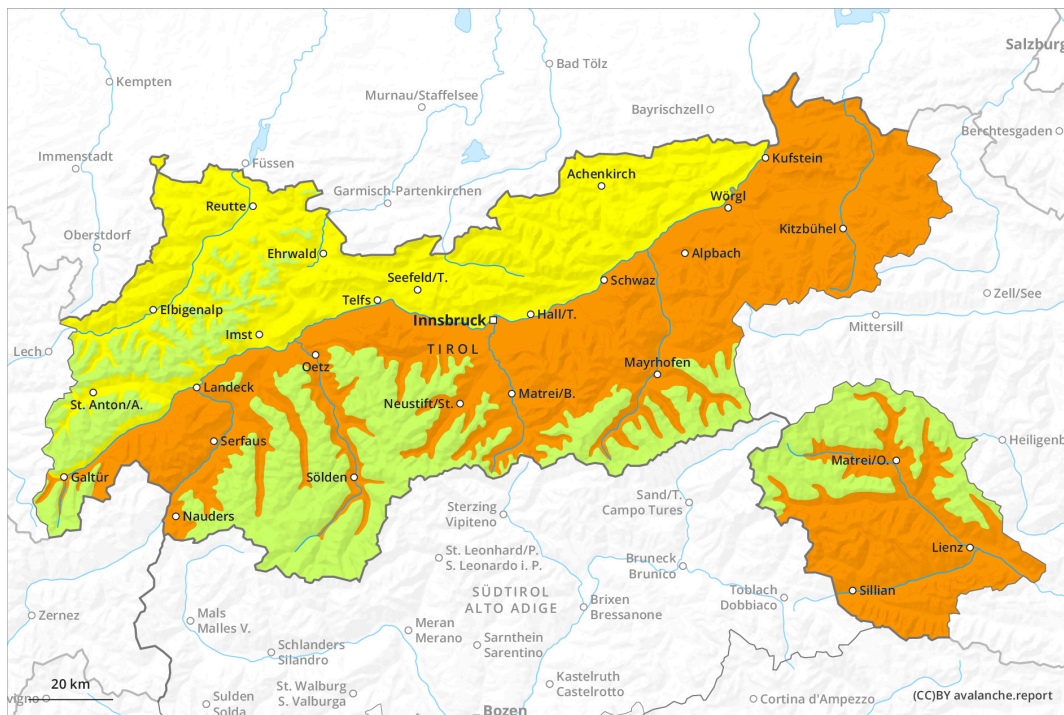 Salzburg
Bad Tölz
Kempten
Murnau/Staffelsee
Bayrischzell
Berchtesgaden
Immenstadt
Füssen
Kufstein
Achenkirch
Garmisch-Partenkirchen
Wörgl
Reutte
Oberstdorf
Kitzbühel
Ehrwald
Alpbach
Seefeld/T.
Schwaz
Zell/See
Telfs
Elbigenalp
Innsbruck
Hall/T.
Mittersill
Imst
Lech
TIROL
Oetz
Mayrhofen
Landeck
St. Anton/A.
Neustift/St.
Matrei/B.
Serfaus
Heiligenb
Matrei/O.
Galtür
Sölden
Sand/T.
Campo Tures
Sterzing
Vipiteno
Nauders
Lienz
St. Leonhard/P.
S. Leonardo i. P.
Bruneck
Brunico
SÜDTIROL
ALTO ADIGE
Sillian
Toblach
Dobbiaco
Brixen
Bressanone
Zernez
Mals
Malles V.
Meran
Merano
Sarnthein
Sarentino
Schlanders
Silandro
Kastelruth
Castelrotto
20 km
St. Walburg
S. Valburga
Sulden
Solda
vigno
Cortina d'Ampezzo
(CC)BY avalanche.report
Bozen